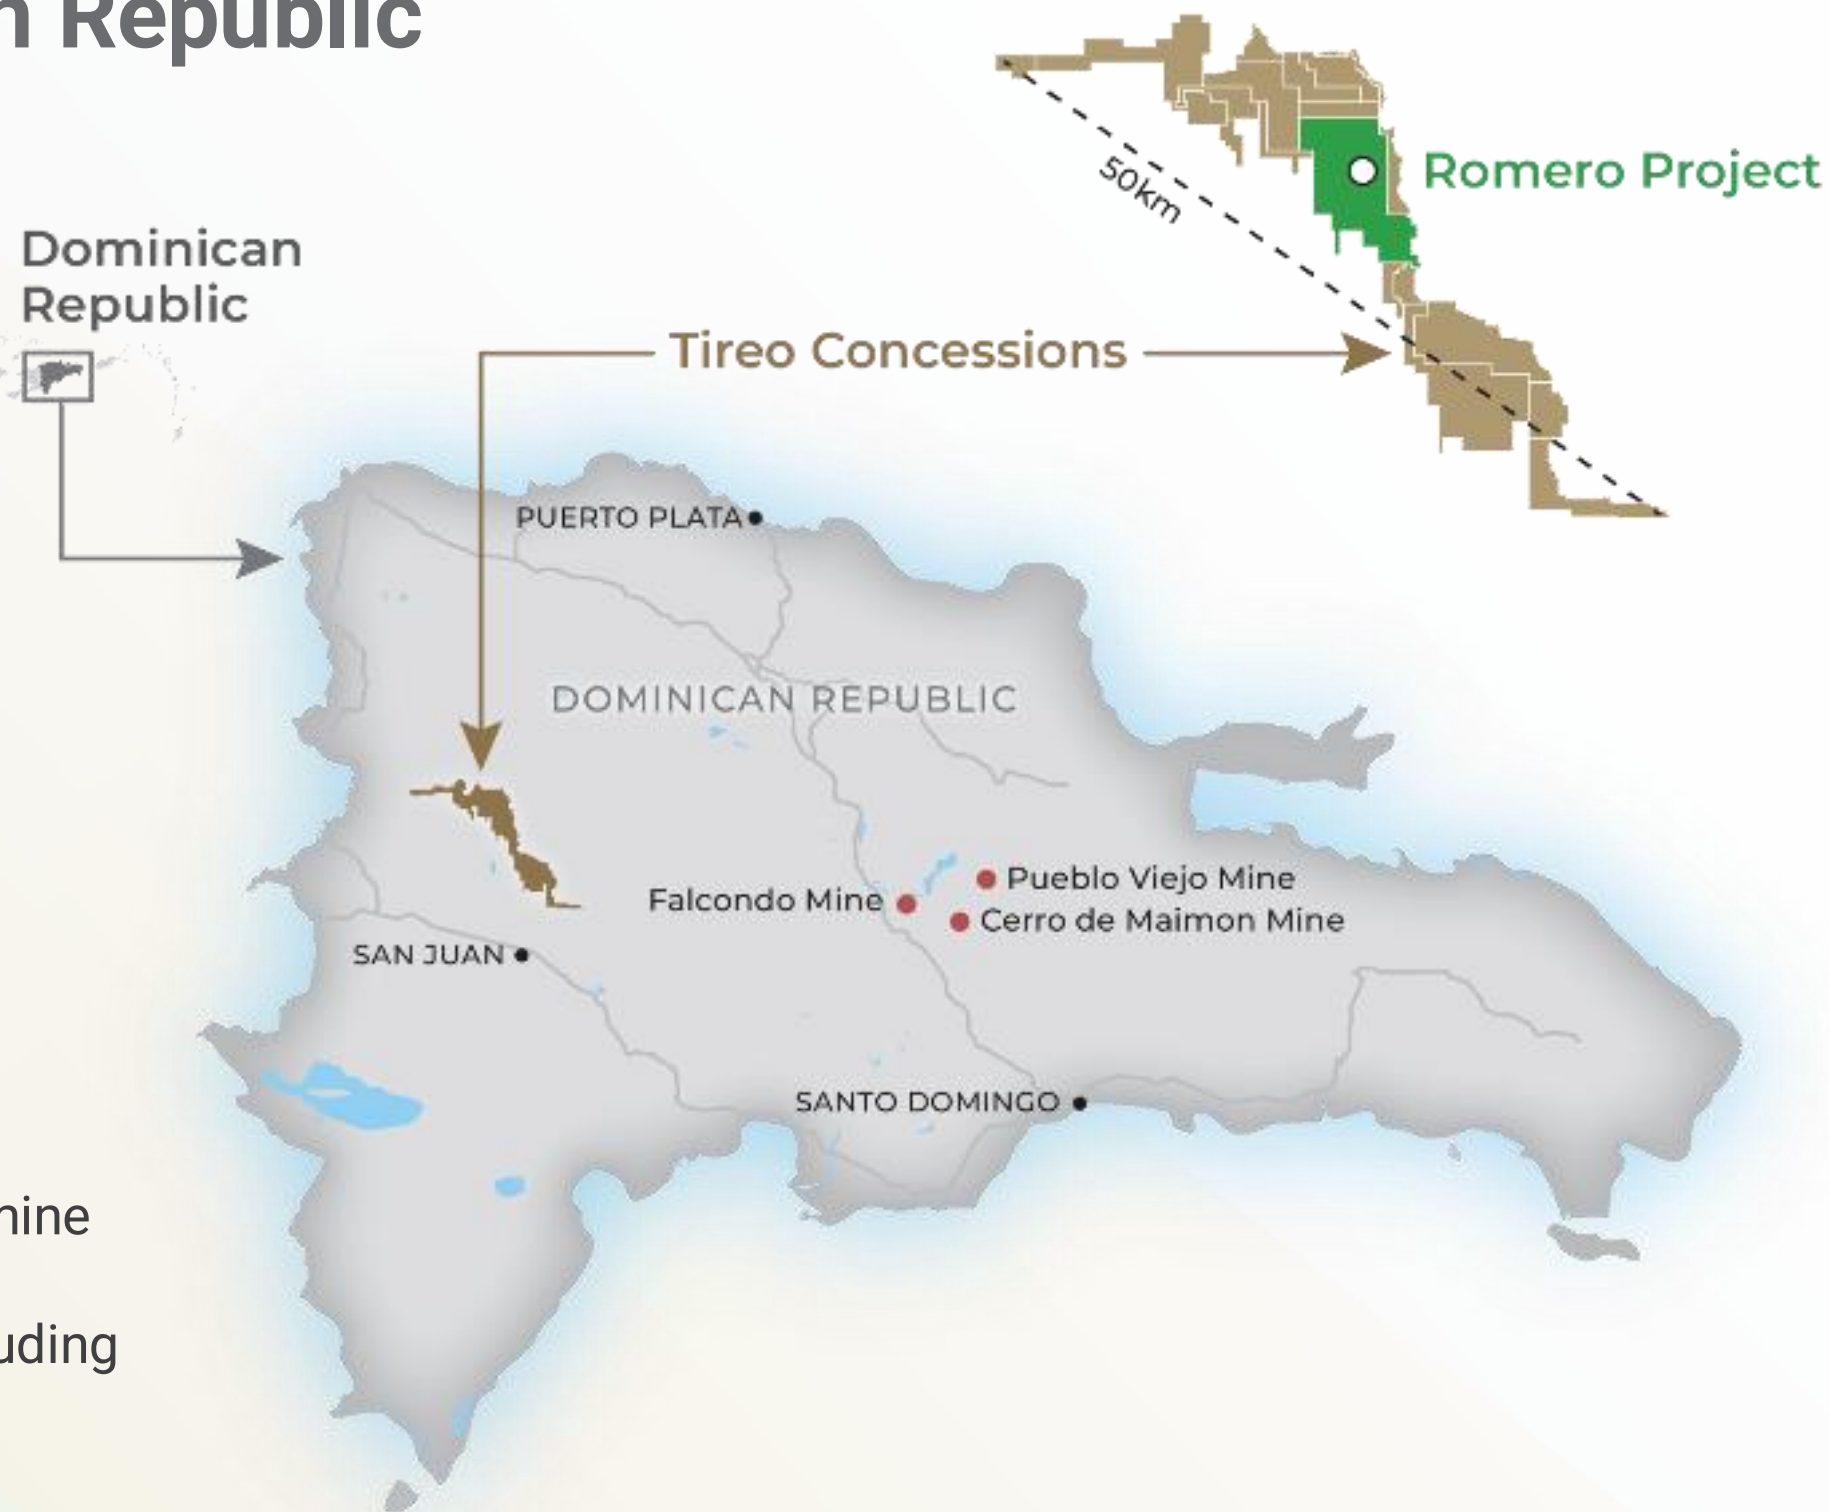 n Republic
Romero Project
50km
Dominican
Republic
Tireo Concessions
PUERTO PLATA
DOMINICAN REPUBLIC
Pueblo Viejo Mine
Falcondo Mine
Cerro de Maimon Mine
SAN JUAN
SANTO DOMINGO
nine
uding